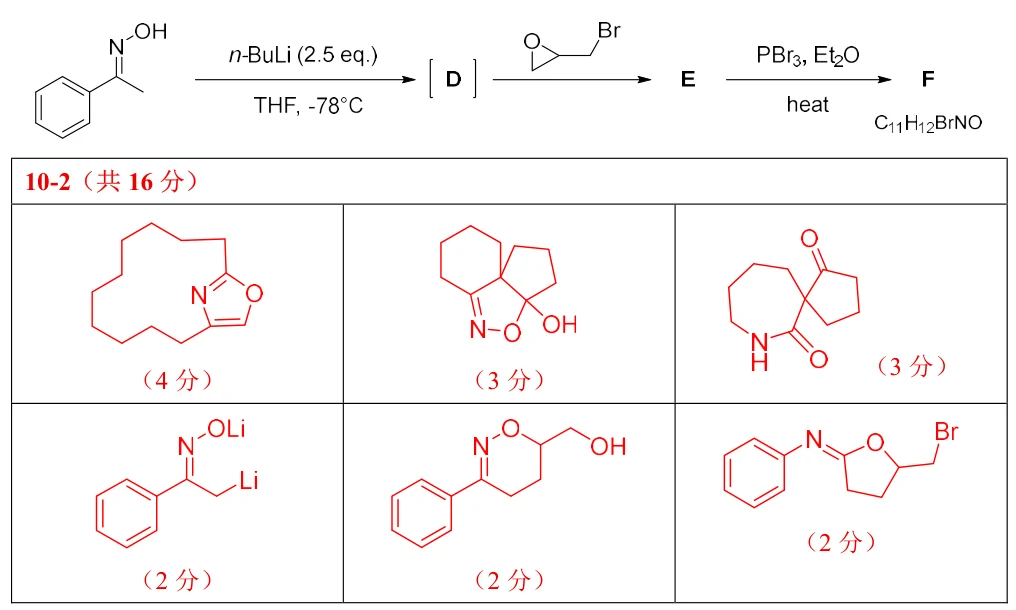 OH
N
n-BuLi (2.5 eq.)
THF, -78°C
[ D ]
O
Br
E
PBr₃, Et₂O
heat
F
C₁₁H₁₂BrNO
10-2（共 16 分）
N
O
（4 分）
N
O
OH
（3 分）
O
N
H
O
（3 分）
N
OLi
Li
（2 分）
N
O
OH
（2 分）
N
O
Br
（2 分）